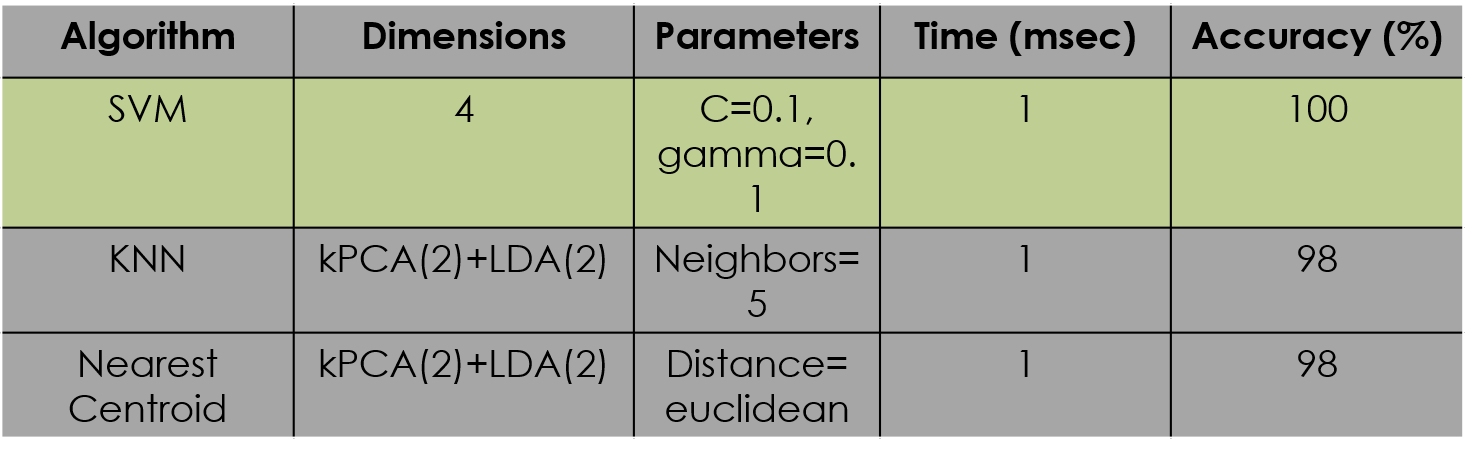 Algorithm Dimensions Parameters Time (msec) Accuracy (%)
SVM 4 C=0.1, 1 100
gamma=0.
1
KNN kPCA(2)+LDA(2) Neighbors= 1 98
5
Nearest kPCA(2)+LDA(2) Distance= 1 98
Centroid euclidean